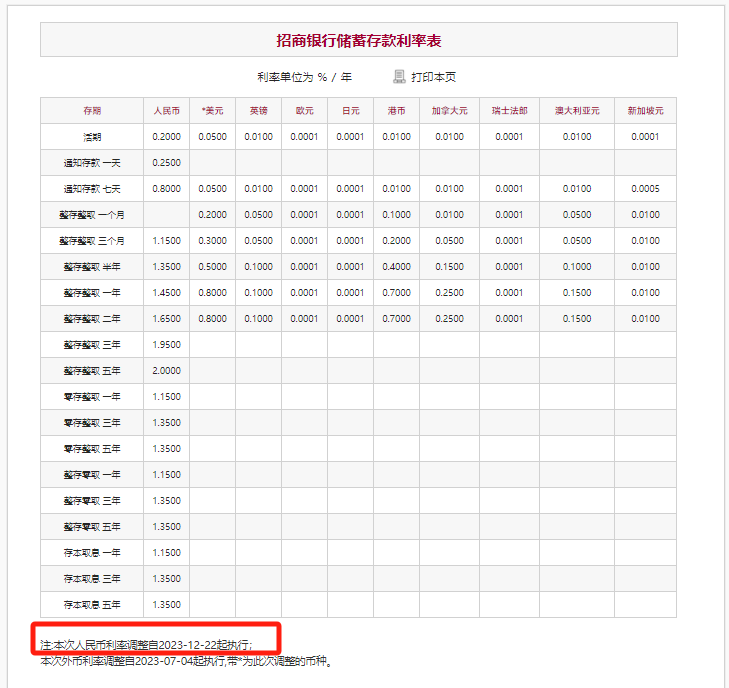 招商银行储蓄存款利率表
利率单位为 % / 年 打印本页
存期 人民币 *美元 英镑 欧元 日元 港币 加拿大元 瑞士法郎 澳大利亚元 新加坡元
活期 0.2000 0.0500 0.0100 0.0001 0.0001 0.0100 0.0100 0.0001 0.0100 0.0001
通知存款 一天 0.2500
通知存款 七天 0.8000 0.0500 0.0100 0.0001 0.0001 0.0100 0.0100 0.0001 0.0100 0.0005
整存整取 一个月 0.2000 0.0500 0.0001 0.0001 0.1000 0.0100 0.0001 0.0500 0.0100
整存整取 三个月 1.1500 0.3000 0.0500 0.0001 0.0001 0.2000 0.0500 0.0001 0.0500 0.0100
整存整取 半年 1.3500 0.5000 0.1000 0.0001 0.0001 0.4000 0.1500 0.0001 0.1000 0.0100
整存整取 一年 1.4500 0.8000 0.1000 0.0001 0.0001 0.7000 0.2500 0.0001 0.1500 0.0100
整存整取 二年 1.6500 0.8000 0.1000 0.0001 0.0001 0.7000 0.2500 0.0001 0.1500 0.0100
整存整取 三年 1.9500
整存整取 五年 2.0000
零存整取 一年 1.1500
零存整取 三年 1.3500
零存整取 五年 1.3500
整存零取 一年 1.1500
整存零取 三年 1.3500
整存零取 五年 1.3500
存本取息 一年 1.1500
存本取息 三年 1.3500
存本取息 五年 1.3500
注:本次人民币利率调整自2023-12-22起执行;
本次外币利率调整自2023-07-04起执行,带*为此次调整的币种。